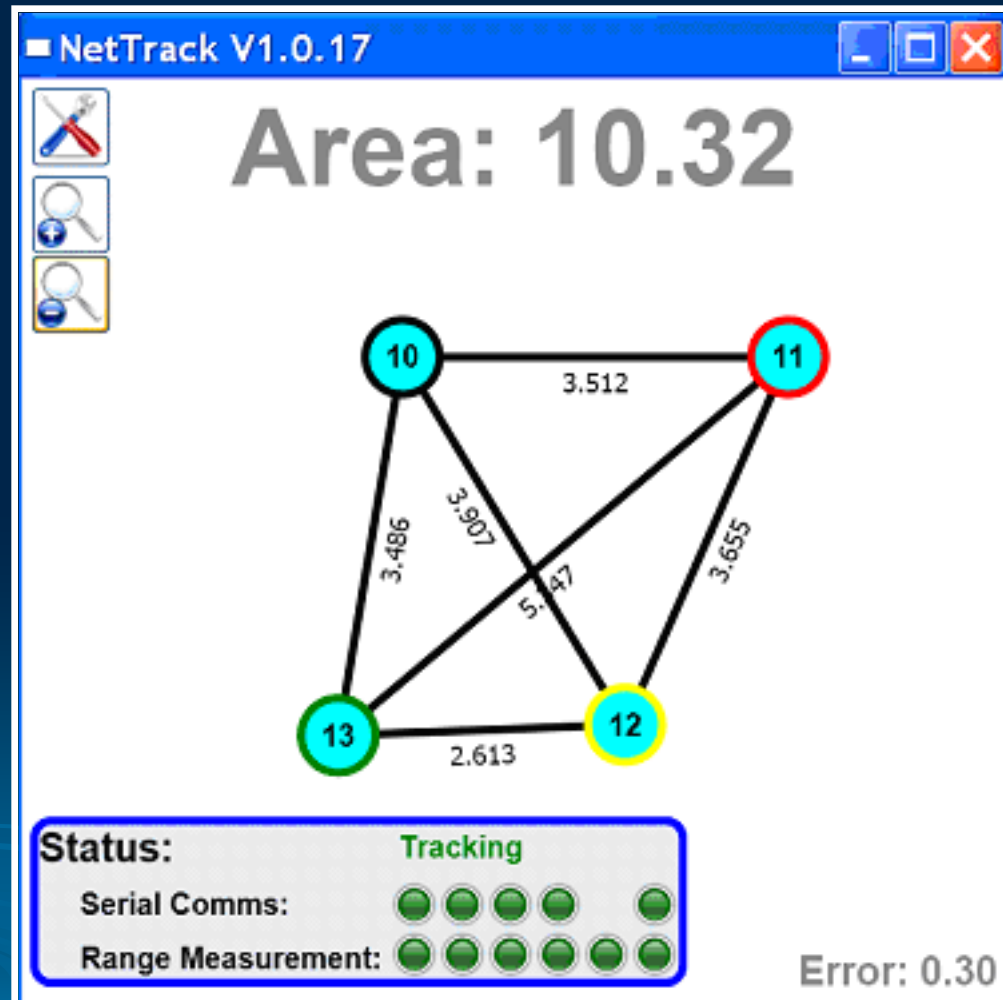 NetTrack V1.0.17
Area: 10.32
10
11
3.512
3.907
3.486
3.655
13
12
2.613
Status:
Tracking
Serial Comms:
Range Measurement:
Error: 0.30